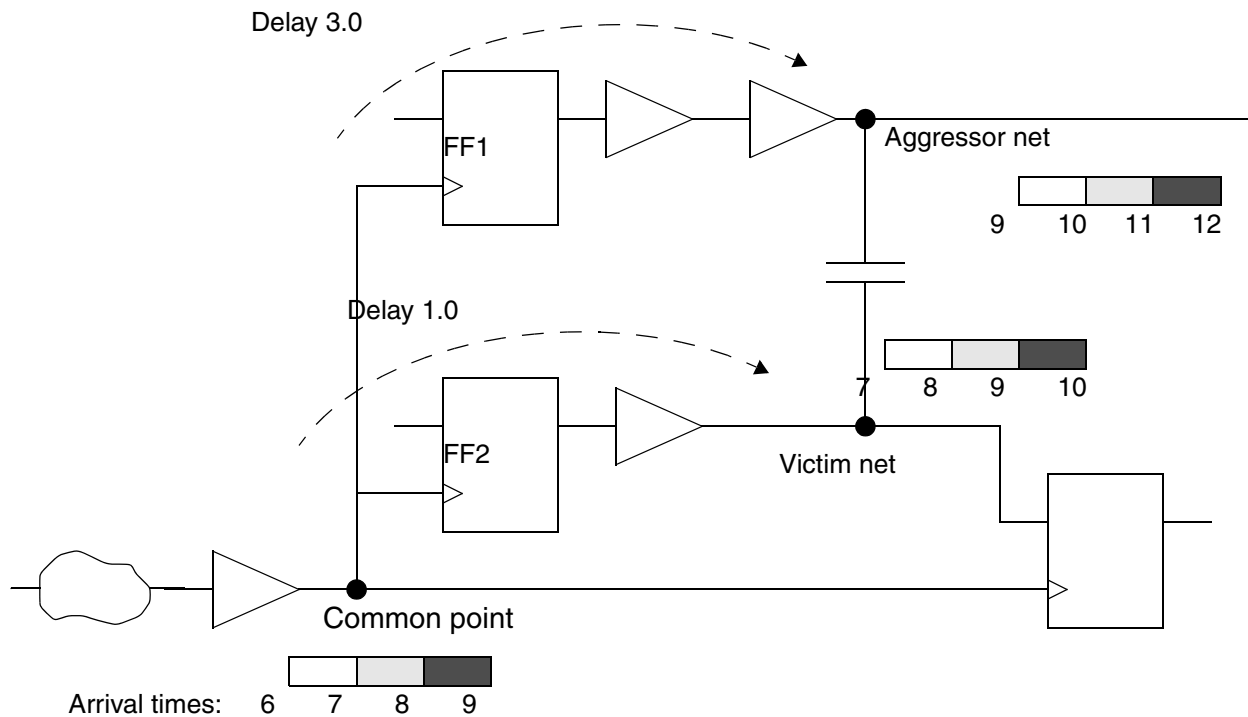 Delay 3.0
FF1
Aggressor net
9 10 11 12
Delay 1.0
7 8 9 10
FF2
Victim net
Common point
Arrival times: 6 7 8 9